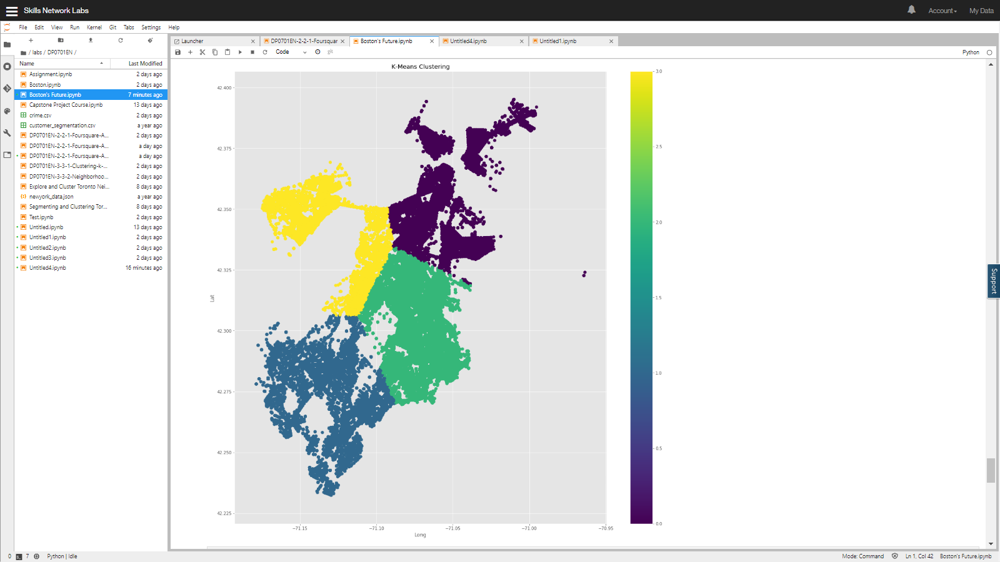 Skills Network Labs
Account
My Data
File Edit View Run Kernel Git Tabs Settings Help
Launcher
DP0701EN-2-2-1-Foursquar
Boston's Future.ipynb
Untitled4.ipynb
Untitled1.ipynb
/ labs / DP0701EN /
Code
git
Python
Name Last Modified
Assignment.ipynb 2 days ago
Boston.ipynb 2 days ago
Boston's Future.ipynb 7 minutes ago
Capstone Project Course.ipynb 13 days ago
crime.csv 2 days ago
customer_segmentation.csv a year ago
DP0701EN-2-2-1-Foursquare-A... 2 days ago
DP0701EN-2-2-1-Foursquare-A... a day ago
DP0701EN-2-2-1-Foursquare-A... a day ago
DP0701EN-3-3-1-Clustering-k-... 2 days ago
DP0701EN-3-3-2-Neighborhoo... 2 days ago
Explore and Cluster Toronto Nei... 8 days ago
newyork_data.json a year ago
Segmenting and Clustering Tor... 8 days ago
Test.ipynb 2 days ago
Untitled.ipynb 13 days ago
Untitled1.ipynb 2 days ago
Untitled2.ipynb 2 days ago
Untitled3.ipynb 2 days ago
Untitled4.ipynb 16 minutes ago
K-Means Clustering
42.400
42.375
42.350
42.325
42.300
42.275
42.250
42.225
Lat
−71.15 −71.10 −71.05 −71.00 −70.95
Long
3.0
2.5
2.0
1.5
1.0
0.5
0.0
Support
0 7 Python | Idle
Mode: Command Ln 1, Col 42 Boston's Future.ipynb